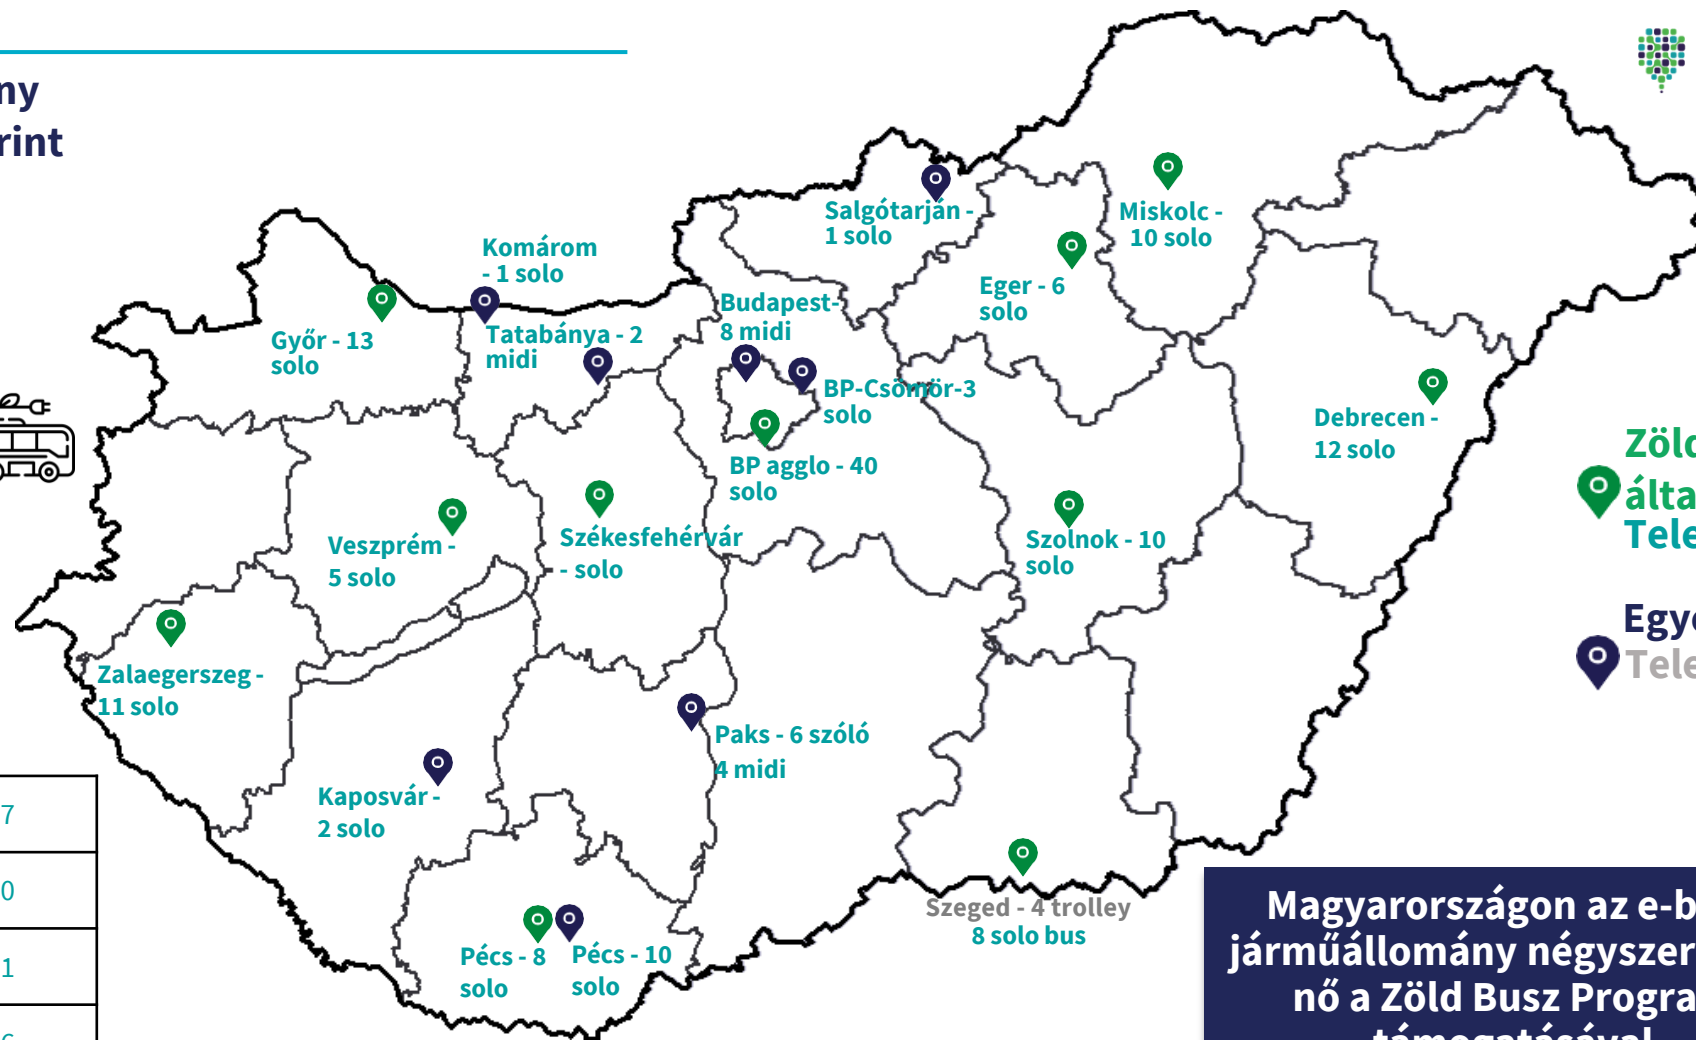 ny
rint
Salgótarján -
1 solo
Miskolc -
10 solo
Komárom
- 1 solo
Eger - 6
solo
Budapest-
8 midi
Győr - 13
solo
Tatabánya - 2
midi
BP-Csömör-3
solo
Debrecen -
12 solo
BP agglo - 40
solo
Zöld
álta
Tele
Veszprém -
5 solo
Székesfehérvár
- solo
Szolnok - 10
solo
Egye
Tele
Zalaegerszeg -
11 solo
Paks - 6 szóló
4 midi
Kaposvár -
2 solo
7
0
1
6
Szeged - 4 trolley
8 solo bus
Pécs - 8
solo
Pécs - 10
solo
Magyarországon az e-b
járműállomány négyszer
nő a Zöld Busz Progra
támogatásával